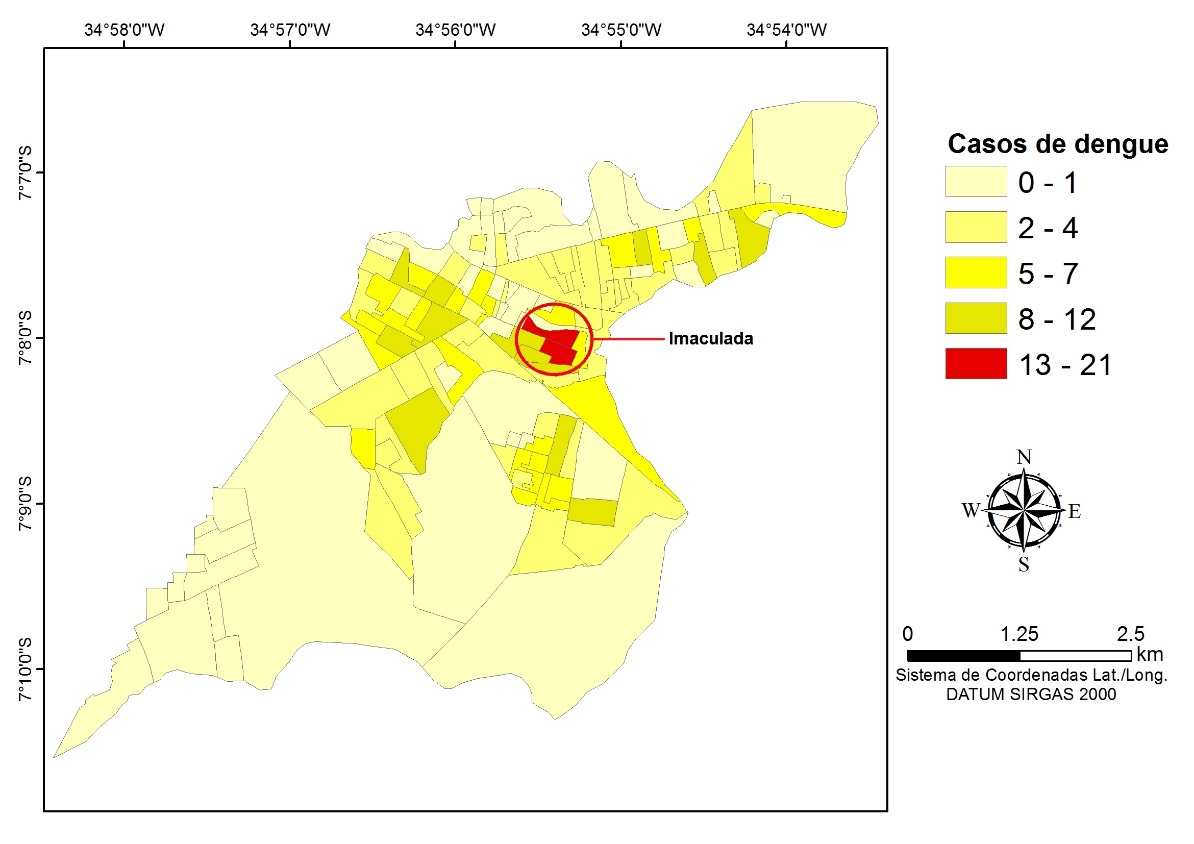 34°58'0"W 34°57'0"W 34°56'0"W 34°55'0"W 34°54'0"W
7°7'0"S
7°8'0"S
7°9'0"S
7°10'0"S
Imaculada
Casos de dengue
0 - 1
2 - 4
5 - 7
8 - 12
13 - 21
N
W E
S
0 1.25 2.5
km
Sistema de Coordenadas Lat./Long.
DATUM SIRGAS 2000